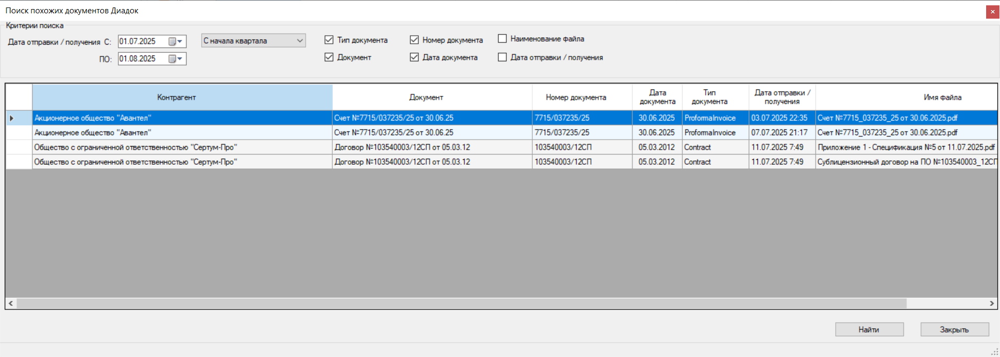 Поиск похожих документов Диадок
Критерии поиска
Дата отправки / получения С: 01.07.2025 С начала квартала Тип документа Номер документа Наименование файла
ПО: 01.08.2025 Документ Дата документа Дата отправки / получения
Контрагент Документ Номер документа Дата документа Тип документа Дата отправки / получения Имя файла
Акционерное общество "Авантел" Счет №7715/037235/25 от 30.06.25 7715/037235/25 30.06.2025 ProformaInvoice 03.07.2025 22:35 Счет №7715_037235_25 от 30.06.2025.pdf
Акционерное общество "Авантел" Счет №7715/037235/25 от 30.06.25 7715/037235/25 30.06.2025 ProformaInvoice 07.07.2025 21:17 Счет №7715_037235_25 от 30.06.2025.pdf
Общество с ограниченной ответственностью "Сертум-Про" Договор №103540003/12СП от 05.03.12 103540003/12СП 05.03.2012 Contract 11.07.2025 7:49 Приложение 1 - Спецификация №5 от 11.07.2025.pdf
Общество с ограниченной ответственностью "Сертум-Про" Договор №103540003/12СП от 05.03.12 103540003/12СП 05.03.2012 Contract 11.07.2025 7:49 Сублицензионный договор на ПО №103540003_12СП
Найти Закрыть